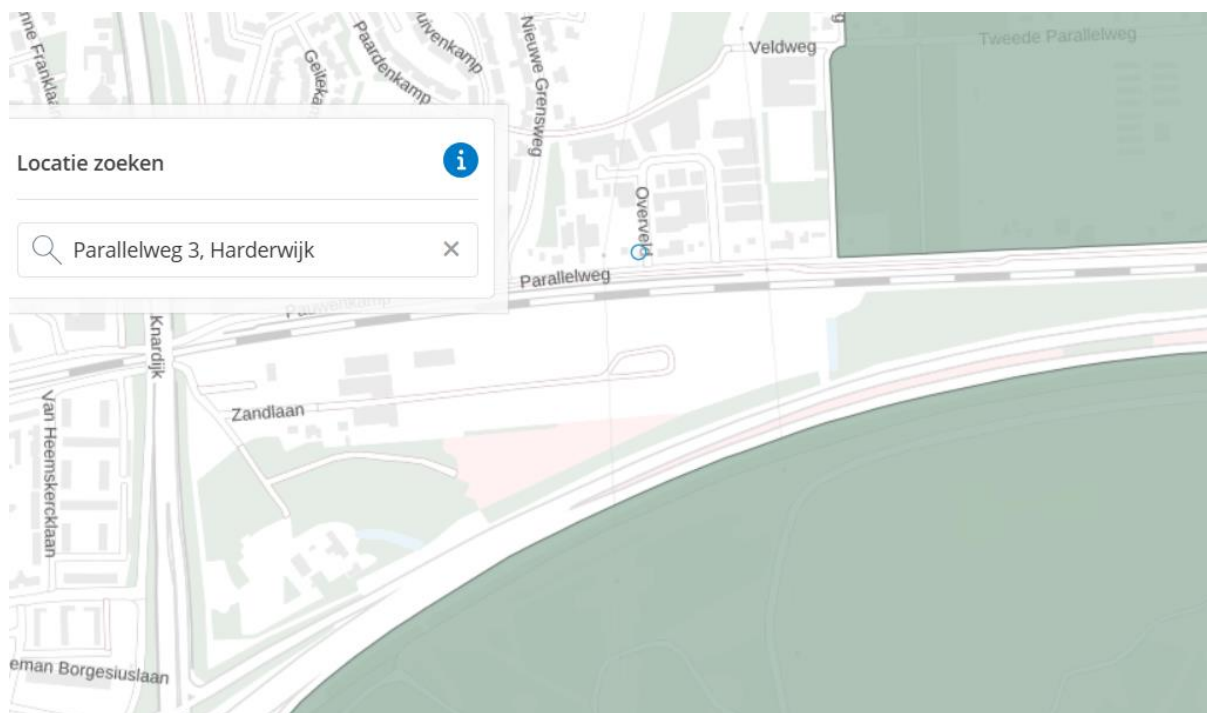 Nieuwe Grensweg
Paardenkamp
Veldweg
Tweede Parallelweg
Locatie zoeken
Parallelweg 3, Harderwijk
Overveld
Parallelweg
Pauwenkamp
Knardijk
Zandlaan
Van Heemskercklaan
eman Borgesiuslaan